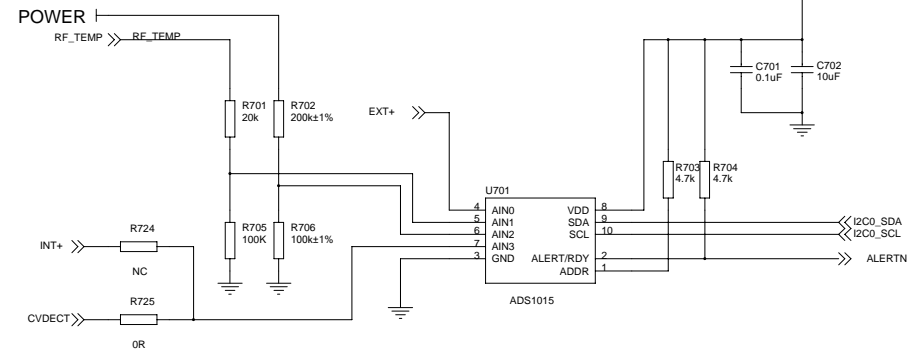 POWER
RF_TEMP RF_TEMP
C701
0.1uF
C702
10uF
R701
20k
R702
200k±1%
EXT+
R703
4.7k
R704
4.7k
U701
4 AIN0 VDD 8
5 AIN1 SDA 9
6 AIN2 SCL 10
7 AIN3
3 GND ALERT/RDY 2
ADDR 1
ADS1015
I2C0_SDA
I2C0_SCL
ALERTN
R705
100K
R706
100k±1%
R724
INT+
NC
R725
CVDECT
0R